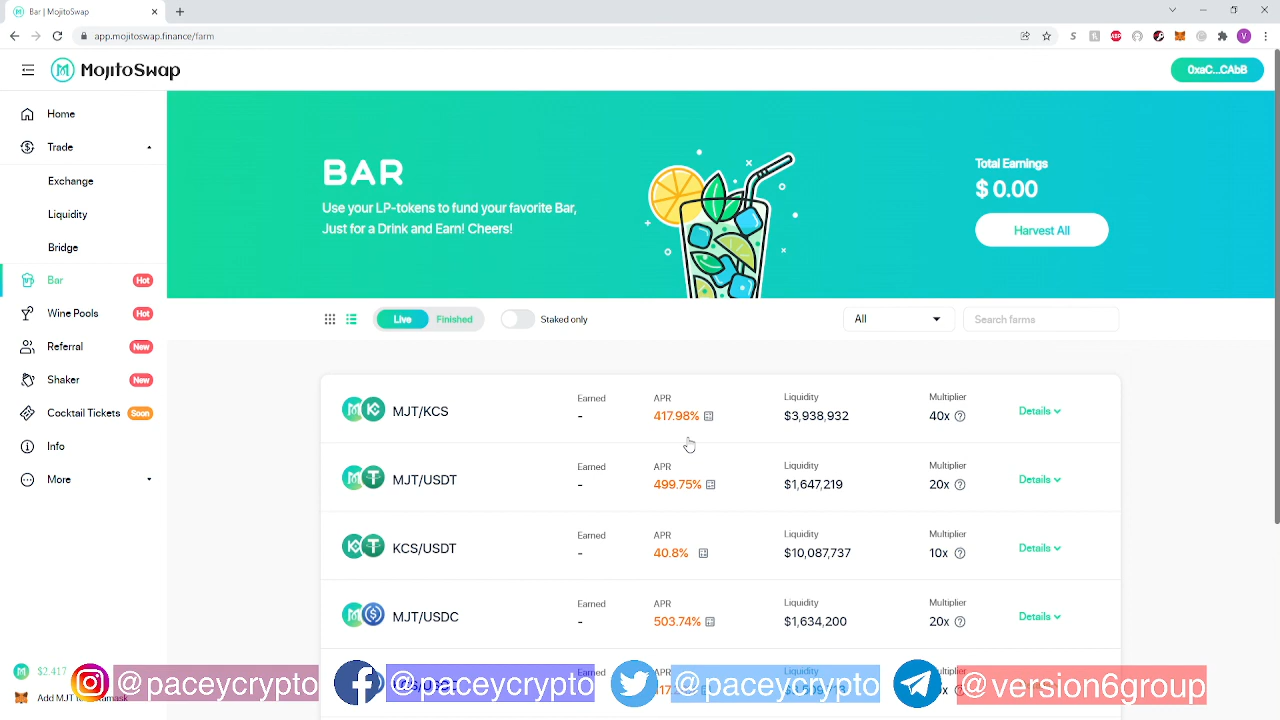 Bar | MojitoSwap
app.mojitoswap.finance/farm
MojitoSwap
0xaC...CAbB
Home
Trade
Exchange
Liquidity
Bridge
Bar Hot
Wine Pools Hot
Referral New
Shaker New
Cocktail Tickets Soon
Info
More
$2.417
BAR
Use your LP-tokens to fund your favorite Bar,
Just for a Drink and Earn! Cheers!
Total Earnings
$ 0.00
Harvest All
Live Finished Staked only All Search farms
Earned APR Liquidity Multiplier
MJT/KCS - 417.98% $3,938,932 40x Details
Earned APR Liquidity Multiplier
MJT/USDT - 499.75% $1,647,219 20x Details
Earned APR Liquidity Multiplier
KCS/USDT - 40.8% $10,087,737 10x Details
Earned APR Liquidity Multiplier
MJT/USDC - 503.74% $1,634,200 20x Details
@paceycrypto @paceycrypto @paceycrypto @version6group
Add MJT